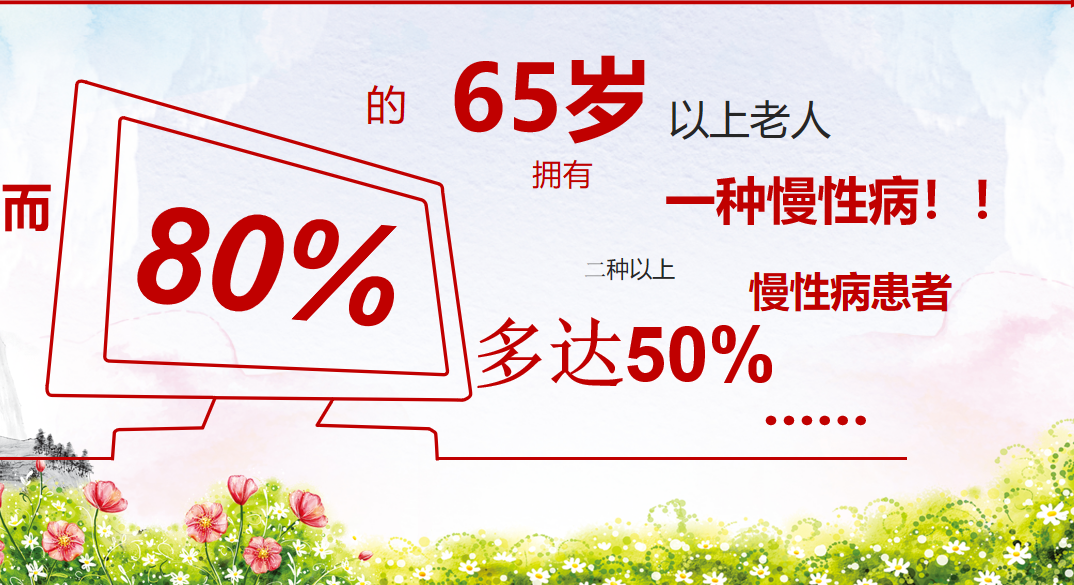 而
80%
的 65岁 以上老人
拥有
一种慢性病！！
二种以上
慢性病患者
多达50%
······